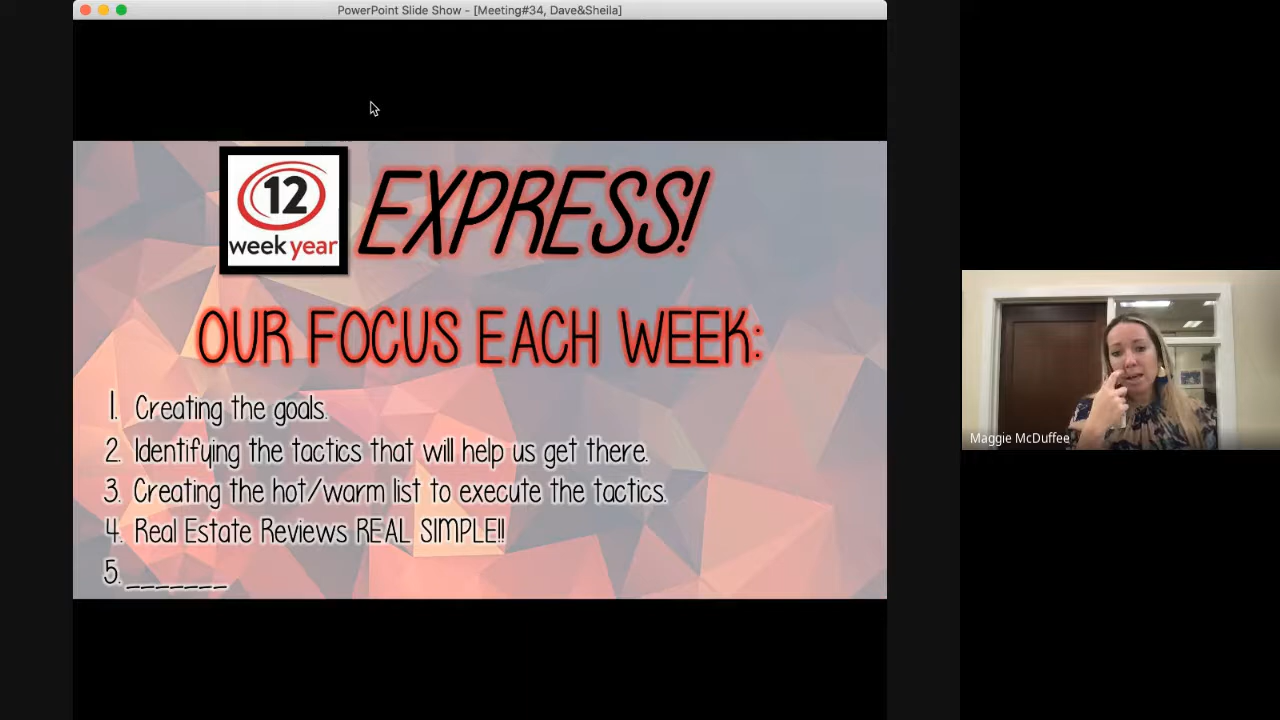 PowerPoint Slide Show - [Meeting#34, Dave&Sheila]
12
week year
EXPRESS!
OUR FOCUS EACH WEEK:
1. Creating the goals.
2. Identifying the tactics that will help us get there.
3. Creating the hot/warm list to execute the tactics.
4. Real Estate Reviews REAL SIMPLE!!
5. _______
Maggie McDuffee